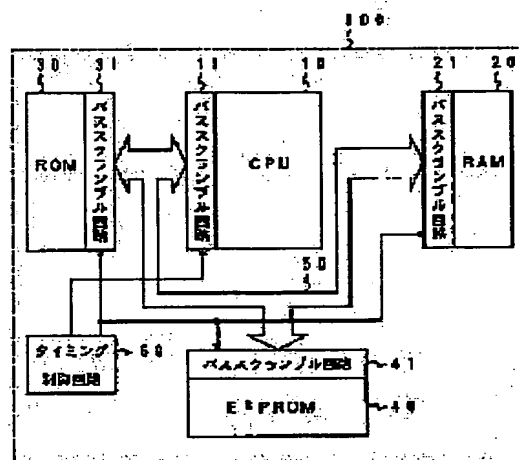 100
30 31 11 10 21 20
ROM
バススクランブル回路
バススクランブル回路
CPU
バススクランブル回路
RAM
50
タイミング
制御回路
60
バススクランブル回路
41
E²PROM
40